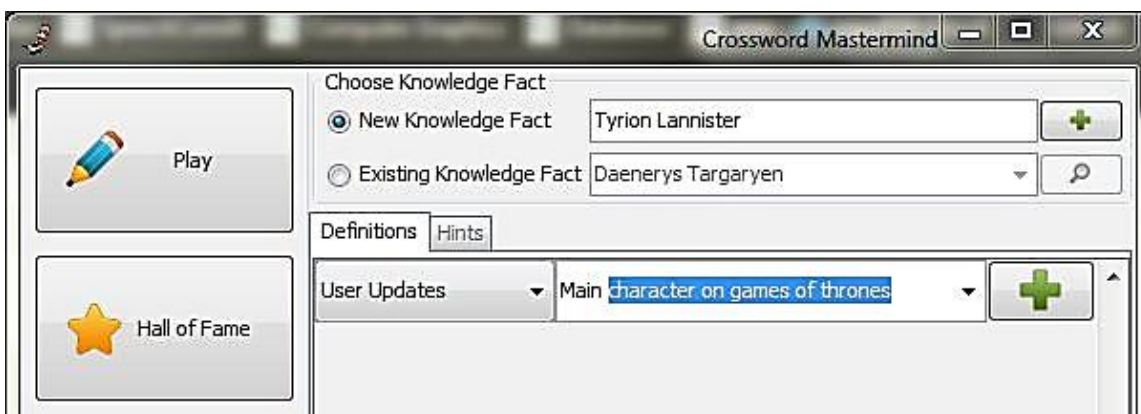 Crossword Mastermind
Play
Hall of Fame
Choose Knowledge Fact
New Knowledge Fact Tyrion Lannister
Existing Knowledge Fact Daenerys Targaryen
Definitions Hints
User Updates Main character on games of thrones